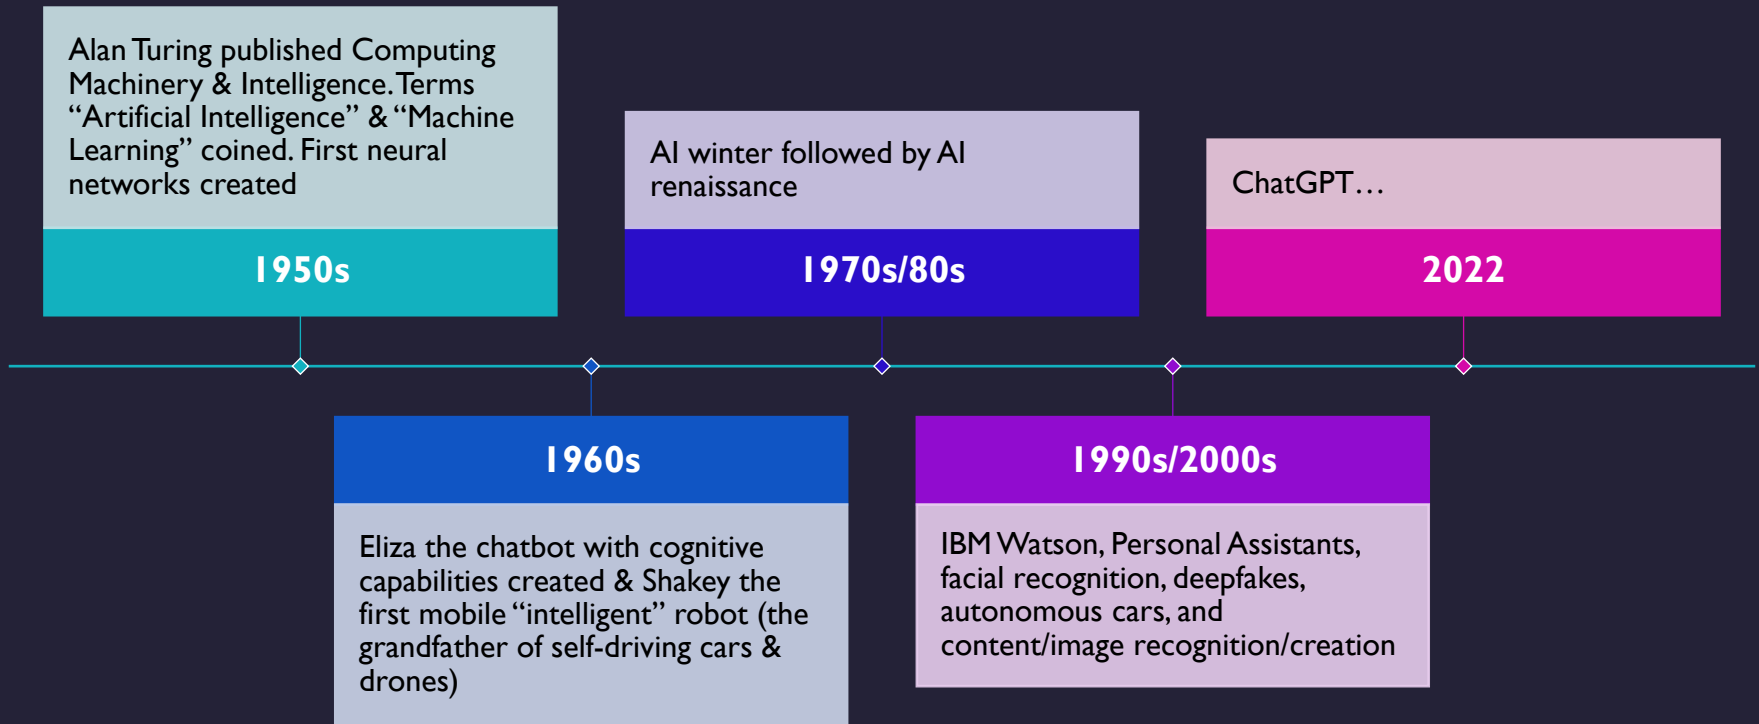 Alan Turing published Computing
Machinery & Intelligence. Terms
“Artificial Intelligence” & “Machine
Learning” coined. First neural
networks created
1950s
1960s
Eliza the chatbot with cognitive
capabilities created & Shakey the
first mobile “intelligent” robot (the
grandfather of self-driving cars &
drones)
AI winter followed by AI
renaissance
1970s/80s
1990s/2000s
IBM Watson, Personal Assistants,
facial recognition, deepfakes,
autonomous cars, and
content/image recognition/creation
ChatGPT…
2022